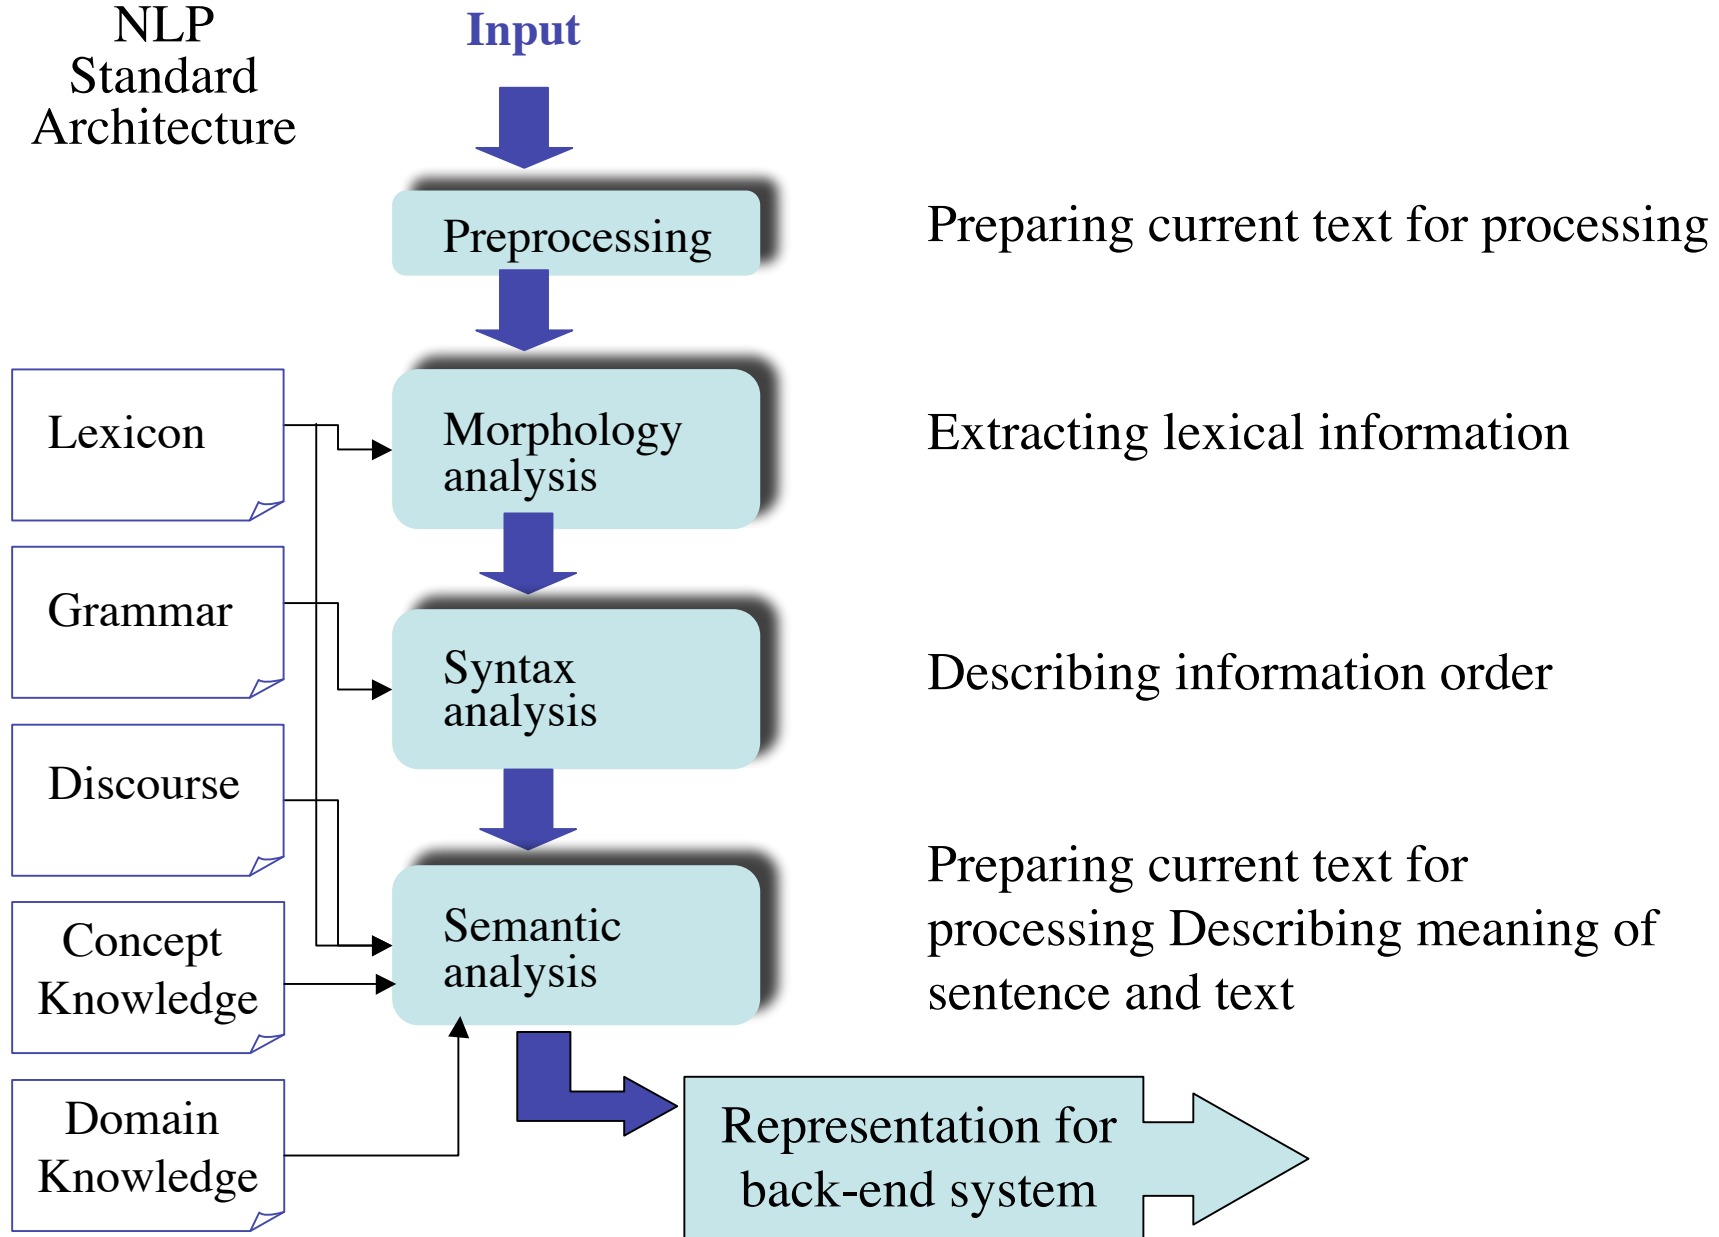 NLP
Standard
Architecture
Input
Preprocessing
Preparing current text for processing
Lexicon
Morphology
analysis
Extracting lexical information
Grammar
Syntax
analysis
Describing information order
Discourse
Concept
Knowledge
Semantic
analysis
Preparing current text for
processing Describing meaning of
sentence and text
Domain
Knowledge
Representation for
back-end system